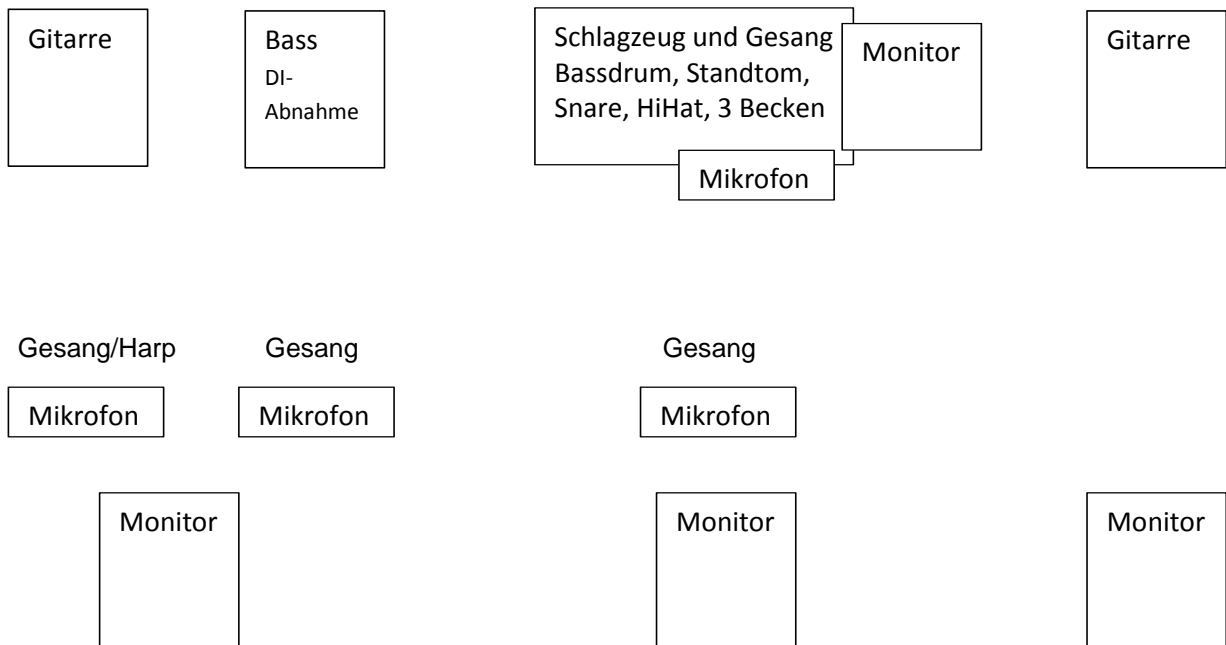 Gitarre
Bass
DI-
Abnahme
Schlagzeug und Gesang
Bassdrum, Standtom,
Snare, HiHat, 3 Becken
Monitor
Gitarre
Mikrofon
Gesang/Harp
Gesang
Gesang
Mikrofon
Mikrofon
Mikrofon
Monitor
Monitor
Monitor